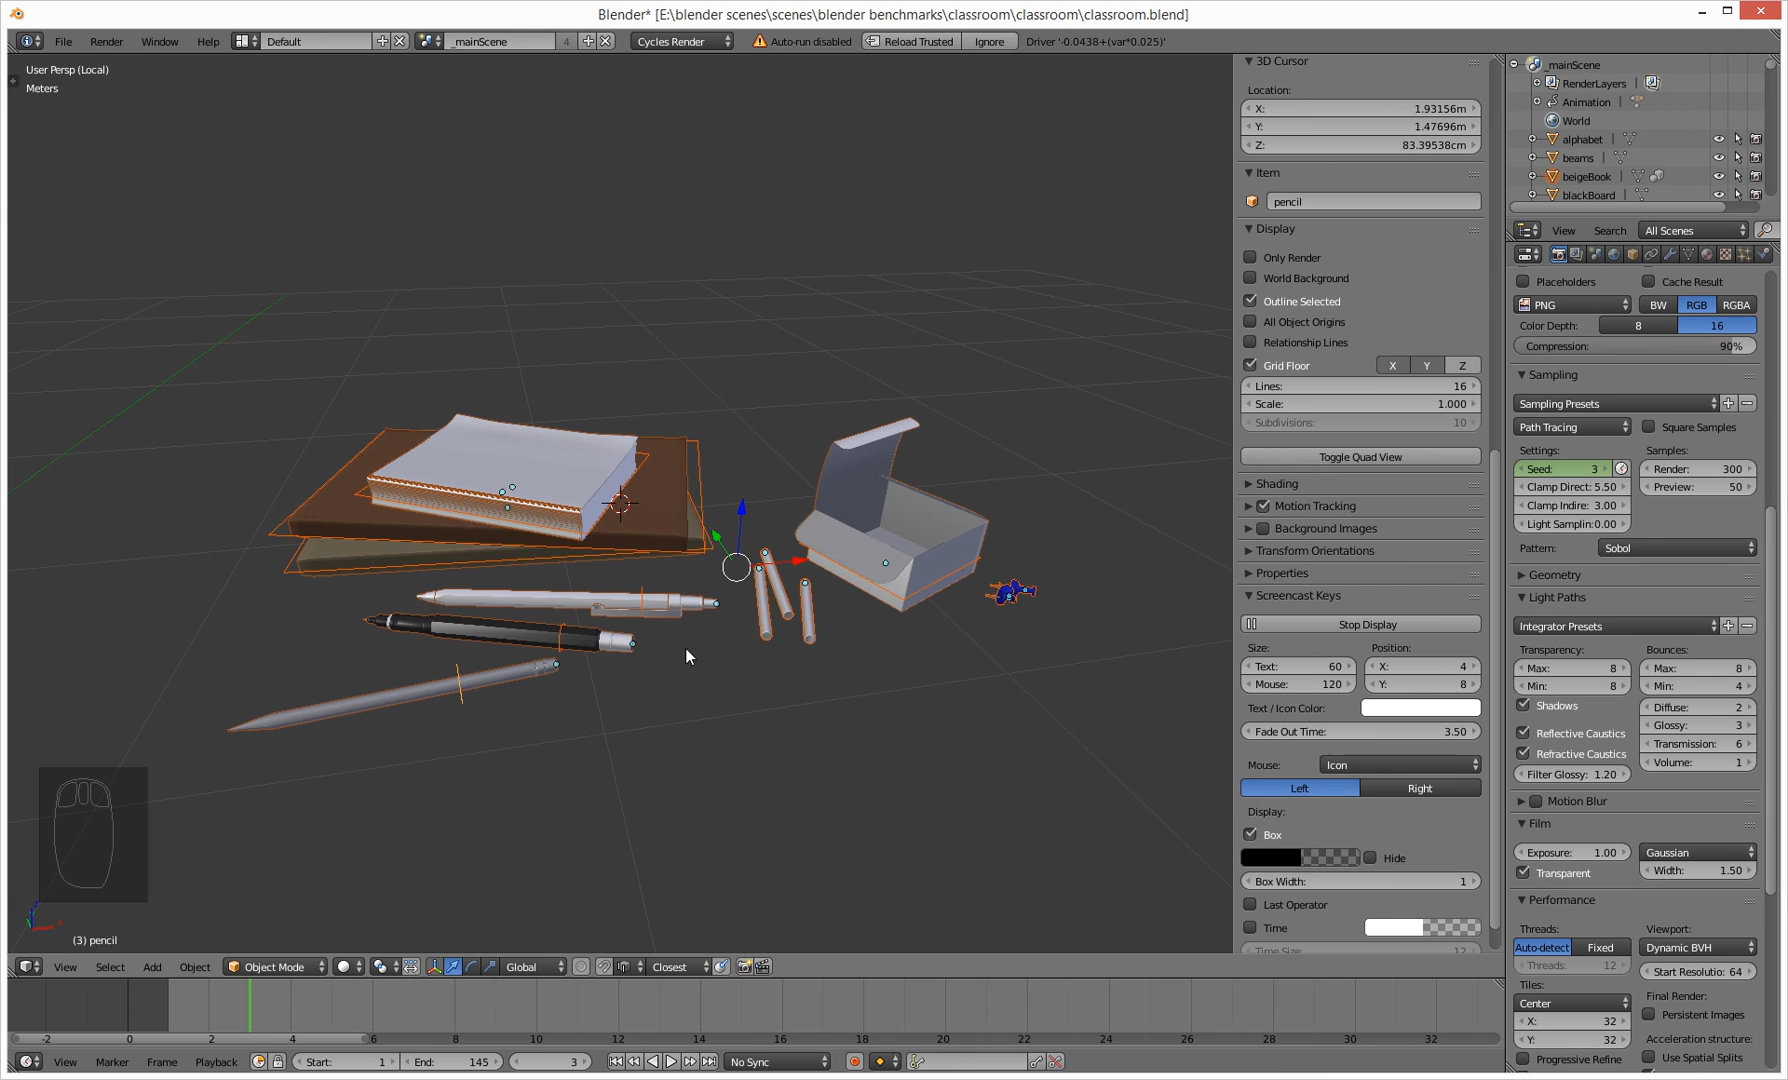 Blender* [E:\blender scenes\scenes\blender benchmarks\classroom\classroom\classroom.blend]
File Render Window Help Default _mainScene 4 Cycles Render Auto-run disabled Reload Trusted Ignore Driver '-0.0438+(var*0.025)'
User Persp (Local)
Meters
(3) pencil
3D Cursor
Location:
X: 1.93156m
Y: 1.47696m
Z: 83.39538cm
Item
pencil
Display
Only Render
World Background
Outline Selected
All Object Origins
Relationship Lines
Grid Floor X Y Z
Lines: 16
Scale: 1.000
Subdivisions: 10
Toggle Quad View
Shading
Motion Tracking
Background Images
Transform Orientations
Properties
Screencast Keys
Stop Display
Size: Position:
Text: 60 X: 4
Mouse: 120 Y: 8
Text / Icon Color:
Fade Out Time: 3.50
Mouse: Icon
Left Right
Display:
Box
Hide
Box Width: 1
Last Operator
Time
Time Size: 12
_mainScene
RenderLayers
Animation
World
alphabet
beams
beigeBook
blackBoard
View Search All Scenes
Placeholders Cache Result
PNG BW RGB RGBA
Color Depth: 8 16
Compression: 90%
Sampling
Sampling Presets
Path Tracing Square Samples
Settings: Samples:
Seed: 3 Render: 300
Clamp Direct: 5.50 Preview: 50
Clamp Indire: 3.00
Light Samplin:0.00
Pattern: Sobol
Geometry
Light Paths
Integrator Presets
Transparency: Bounces:
Max: 8 Max: 8
Min: 8 Min: 4
Shadows Diffuse: 2
Reflective Caustics Glossy: 3
Refractive Caustics Transmission: 6
Filter Glossy: 1.20 Volume: 1
Motion Blur
Film
Exposure: 1.00 Gaussian
Transparent Width: 1.50
Performance
Threads: Viewport:
Auto-detect Fixed Dynamic BVH
Threads: 12 Start Resolutio: 64
Tiles: Final Render:
Center Persistent Images
X: 32 Acceleration structure:
Y: 32 Use Spatial Splits
Progressive Refine
View Select Add Object Object Mode Global Closest
-2 0 2 4 6 8 10 12 14 16 18 20 22 24 26 28 30 32
View Marker Frame Playback Start: 1 End: 145 3 No Sync